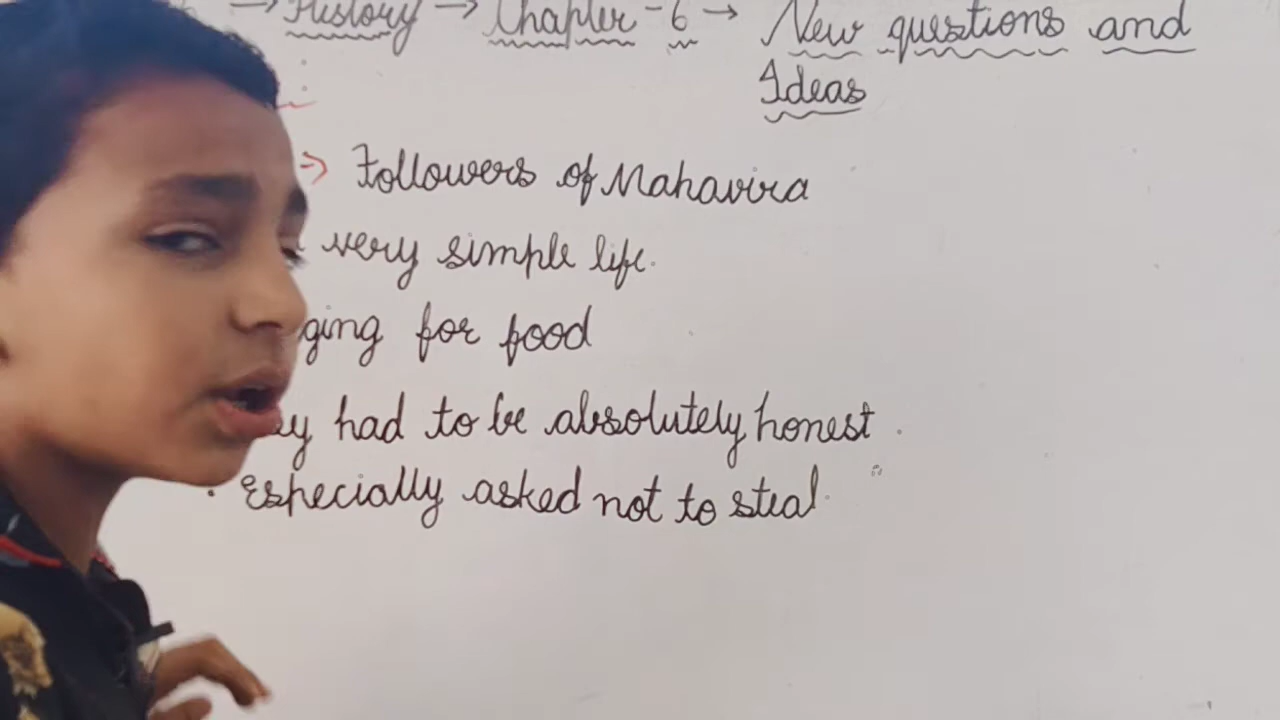 → History → Chapter - 6 → New questions and
Ideas
⇒ Followers of Mahavira
very simple life.
for food
had to be absolutely honest.
• Especially asked not to steal.